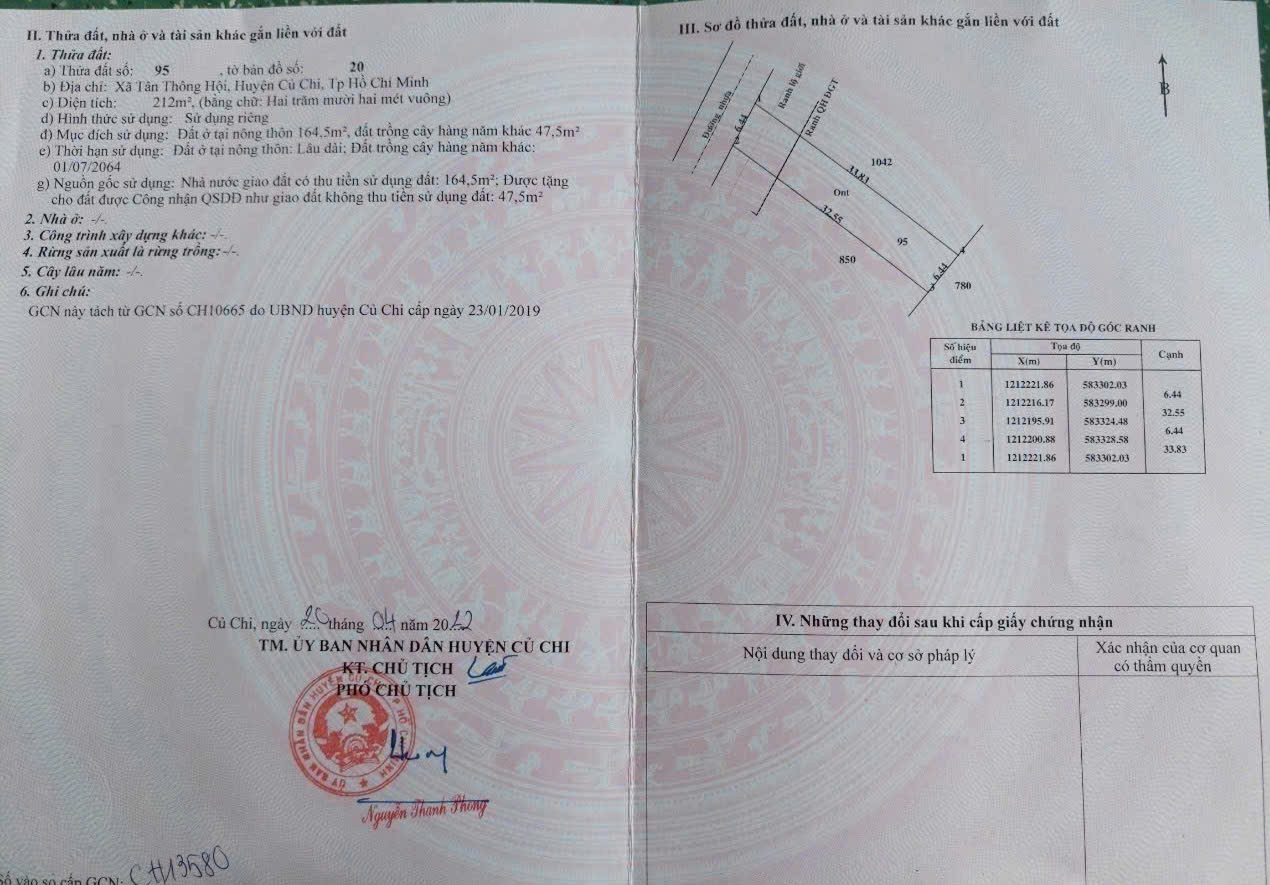 II. Thửa đất, nhà ở và tài sản khác gắn liền với đất
1. Thửa đất:
a) Thửa đất số: 95 , tờ bản đồ số: 20
b) Địa chỉ: Xã Tân Thông Hội, Huyện Củ Chi, Tp Hồ Chí Minh
c) Diện tích: 212m², (bằng chữ: Hai trăm mười hai mét vuông)
d) Hình thức sử dụng: Sử dụng riêng
đ) Mục đích sử dụng: Đất ở tại nông thôn 164,5m², đất trồng cây hàng năm khác 47,5m²
e) Thời hạn sử dụng: Đất ở tại nông thôn: Lâu dài; Đất trồng cây hàng năm khác:
01/07/2064
g) Nguồn gốc sử dụng: Nhà nước giao đất có thu tiền sử dụng đất: 164,5m²; Được tặng
cho đất được Công nhận QSDĐ như giao đất không thu tiền sử dụng đất: 47,5m²
2. Nhà ở: -/-.
3. Công trình xây dựng khác: -/-.
4. Rừng sản xuất là rừng trồng: -/-.
5. Cây lâu năm: -/-.
6. Ghi chú:
GCN này tách từ GCN số CH10665 do UBND huyện Củ Chi cấp ngày 23/01/2019
Củ Chi, ngày 20 tháng 04 năm 2022
TM. ỦY BAN NHÂN DÂN HUYỆN CỦ CHI
KT. CHỦ TỊCH
PHÓ CHỦ TỊCH
Nguyễn Thanh Phong
Số vào sổ cấp GCN: CH13580
III. Sơ đồ thửa đất, nhà ở và tài sản khác gắn liền với đất
Đường nhựa
Ranh lộ giới
Ranh QH ĐGT
B
6.44
1042
Ont
32.55
95
850
4
3
6.44
780
BẢNG LIỆT KÊ TỌA ĐỘ GÓC RANH
Số hiệu điểm Tọa độ Cạnh
X(m) Y(m)
1 1212221.86 583302.03
6.44
2 1212216.17 583299.00
32.55
3 1212195.91 583324.48
6.44
4 1212200.88 583328.58
33.83
1 1212221.86 583302.03
IV. Những thay đổi sau khi cấp giấy chứng nhận
Nội dung thay đổi và cơ sở pháp lý
Xác nhận của cơ quan
có thẩm quyền